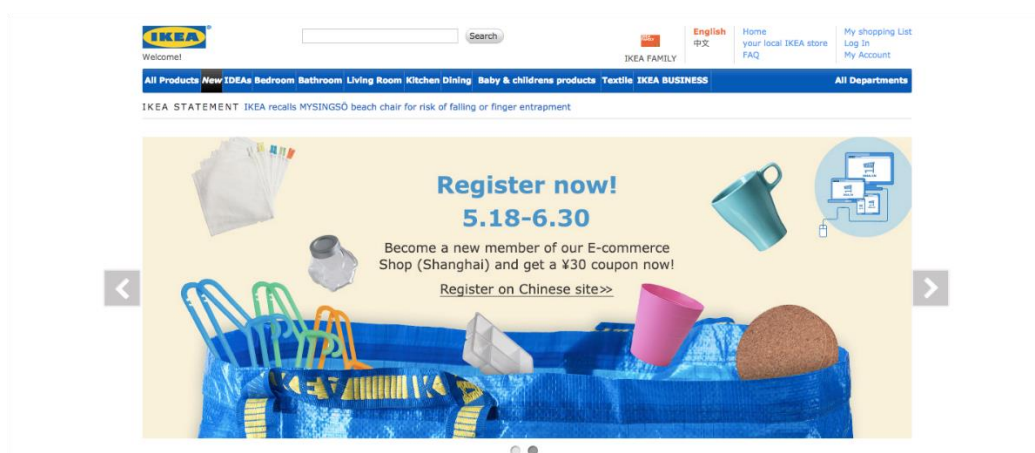 IKEA
Search
Welcome!
IKEA FAMILY
English
中文
Home
your local IKEA store
FAQ
My shopping List
Log In
My Account
All Products New IDEAs Bedroom Bathroom Living Room Kitchen Dining Baby & childrens products Textile IKEA BUSINESS All Departments
IKEA STATEMENT IKEA recalls MYSINGSÖ beach chair for risk of falling or finger entrapment
Register now!
5.18-6.30
Become a new member of our E-commerce
Shop (Shanghai) and get a ¥30 coupon now!
Register on Chinese site>>
IKEA
IKEA